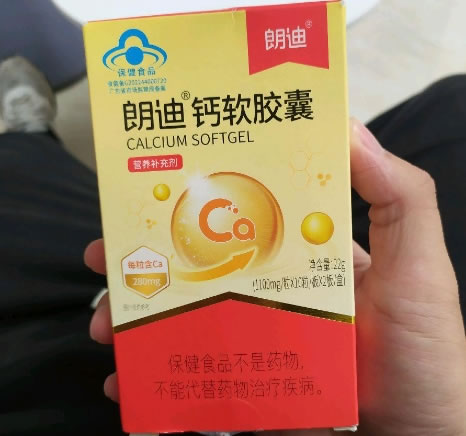 朗迪®
保健食品
朗迪®钙软胶囊
CALCIUM SOFTGEL
营养补充剂
Ca
每粒含Ca
280mg
净含量:22g
保健食品不是药物,
不能代替药物治疗疾病。